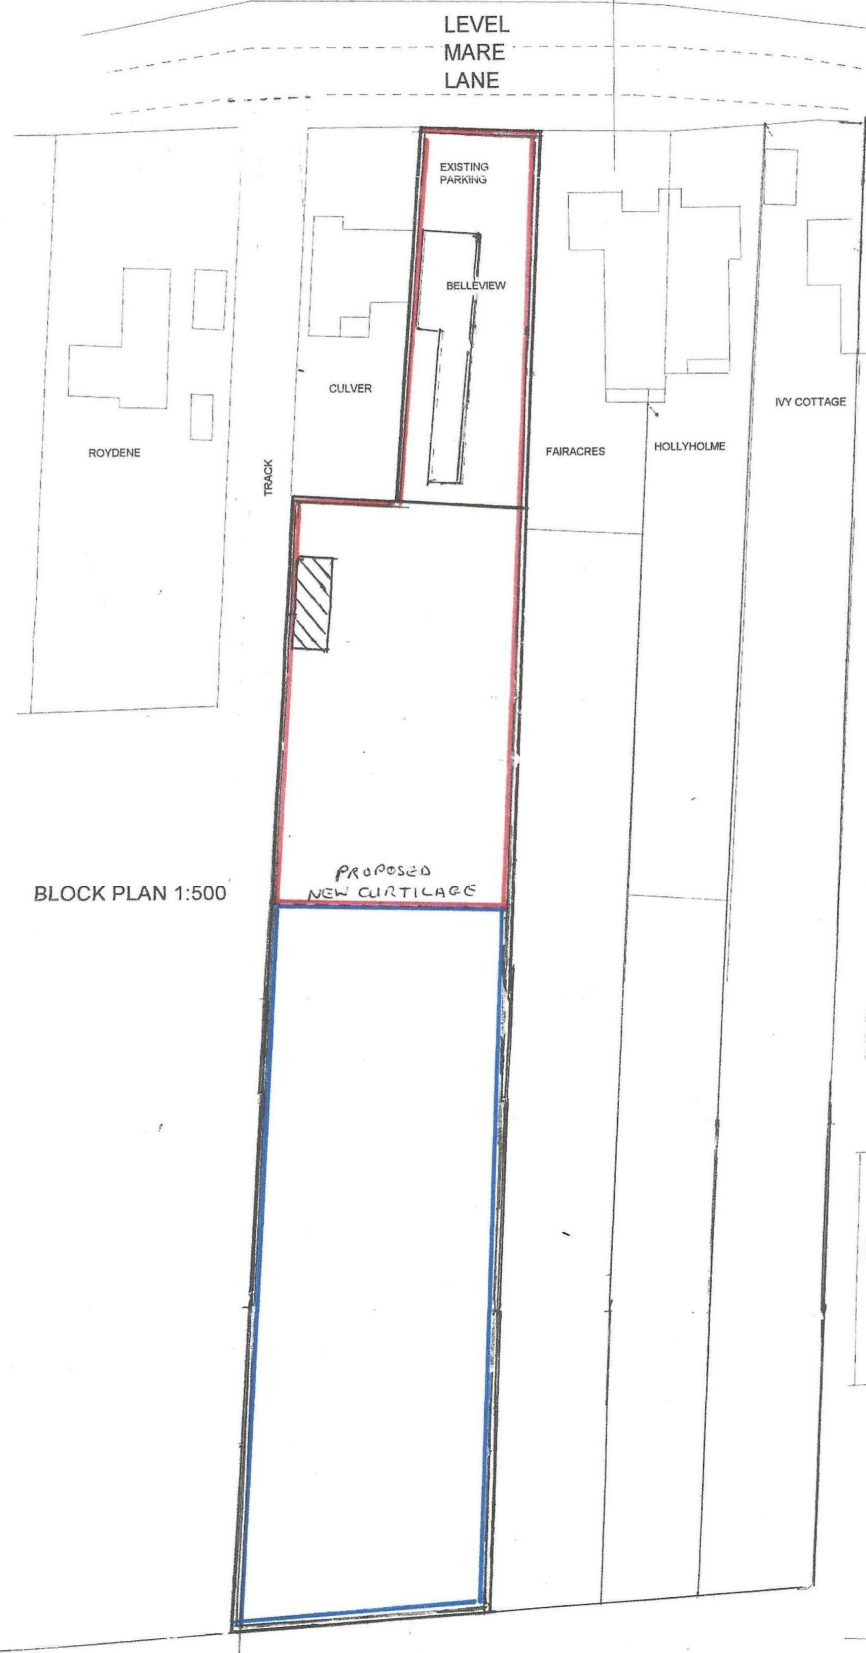 LEVEL
MARE
LANE
EXISTING
PARKING
BELLEVIEW
CULVER
IVY COTTAGE
ROYDENE
FAIRACRES
HOLLYHOLME
TRACK
PROPOSED
NEW CURTILAGE
BLOCK PLAN 1:500